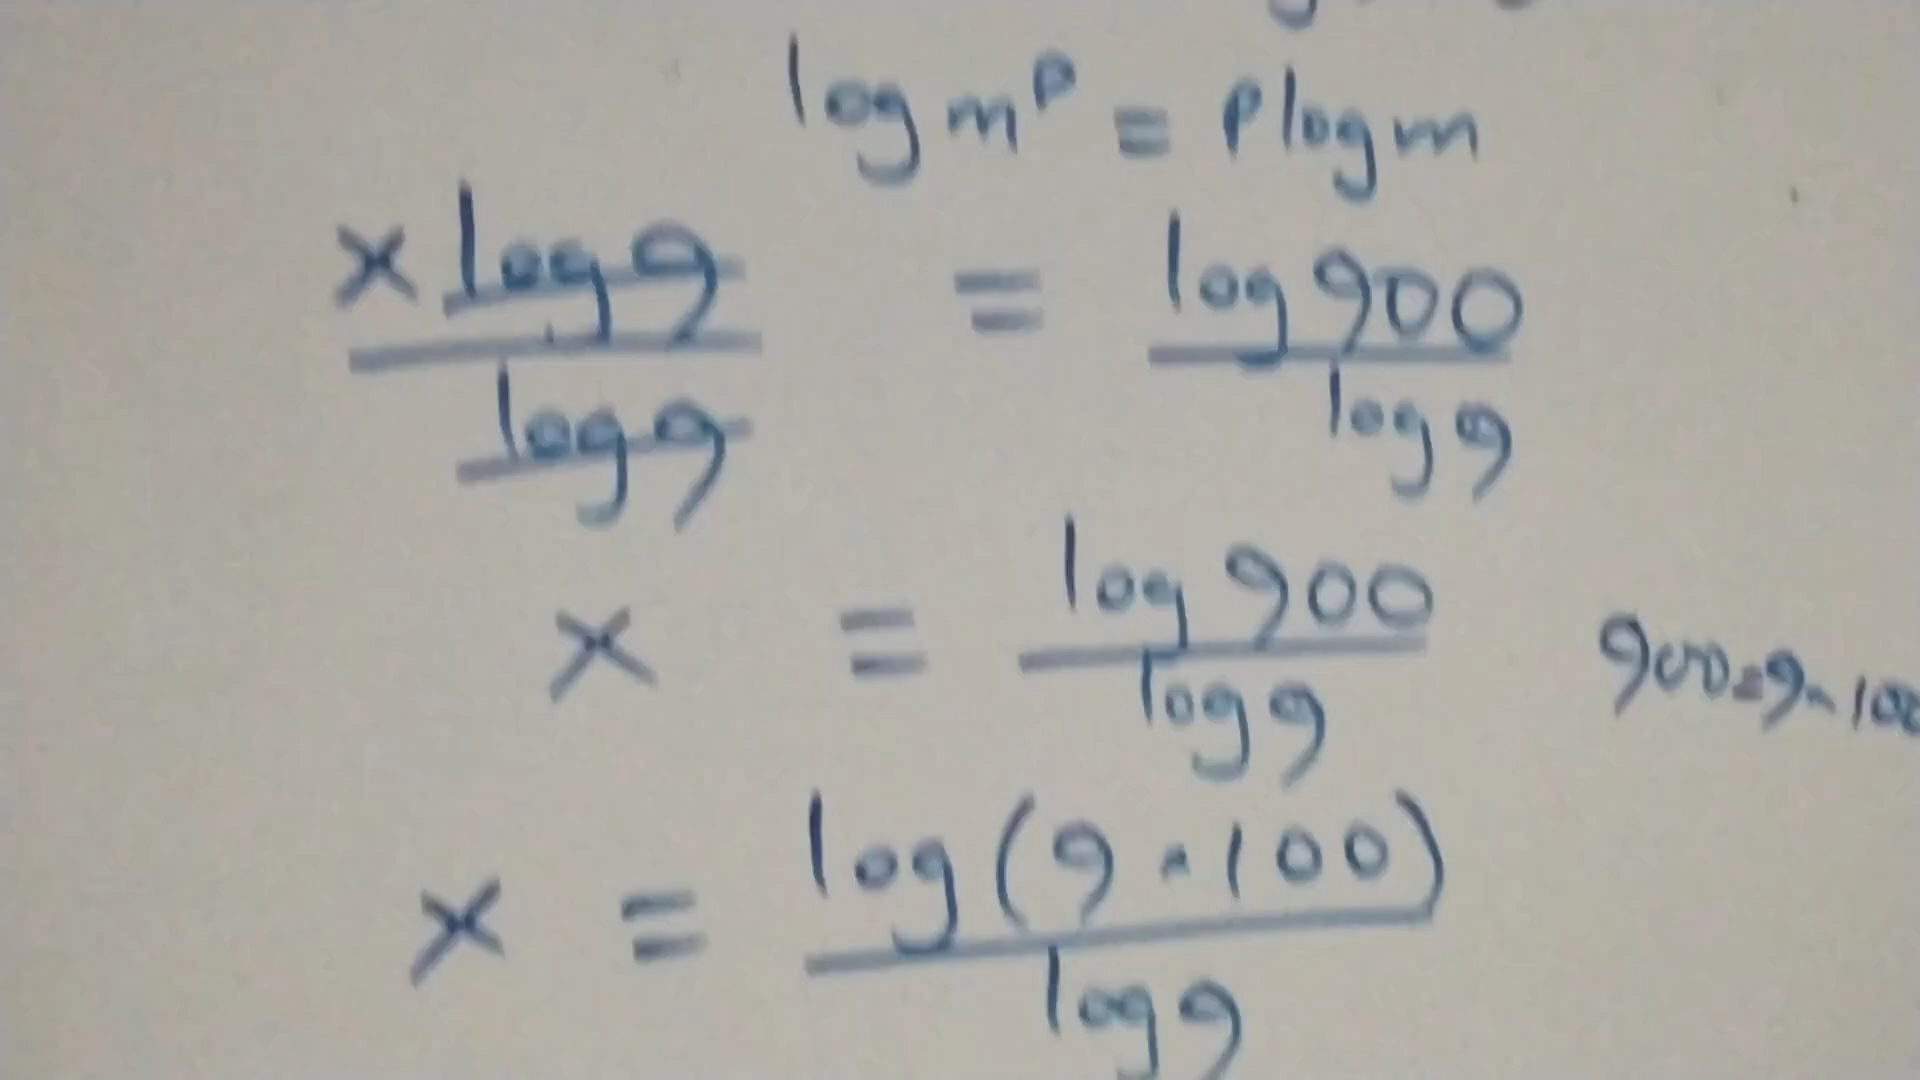 log m^p = p log m
x log 9 / log 9 = log 900 / log 9
x = log 900 / log 9
900 = 9 × 100
x = log (9 × 100) / log 9